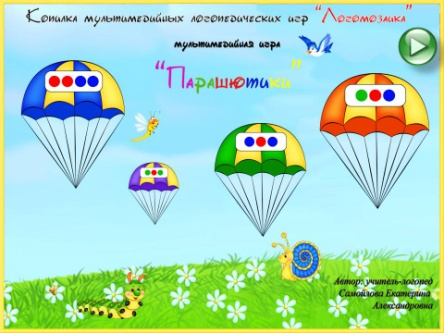 Копилка мультимедийных логопедических игр "Логомозаика"
мультимедийная игра
"Парашютики"
Автор: учитель-логопед
Самойлова Екатерина
Александровна